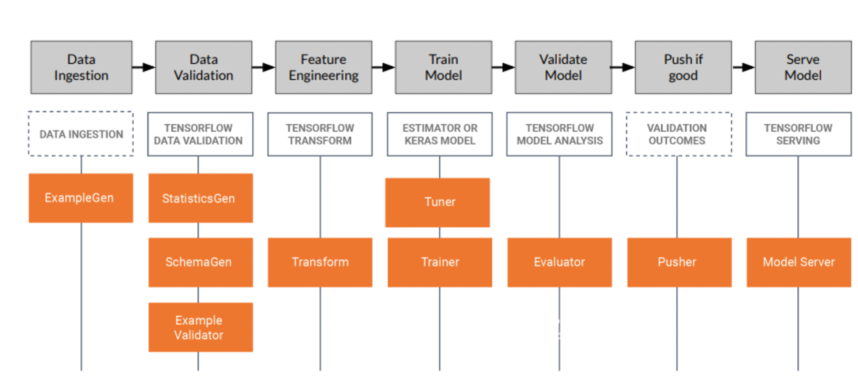 Data
Ingestion
Data
Validation
Feature
Engineering
Train
Model
Validate
Model
Push if
good
Serve
Model
DATA INGESTION
TENSORFLOW
DATA VALIDATION
TENSORFLOW
TRANSFORM
ESTIMATOR OR
KERAS MODEL
TENSORFLOW
MODEL ANALYSIS
VALIDATION
OUTCOMES
TENSORFLOW
SERVING
ExampleGen
StatisticsGen
Tuner
SchemaGen
Transform
Trainer
Evaluator
Pusher
Model Server
Example
Validator